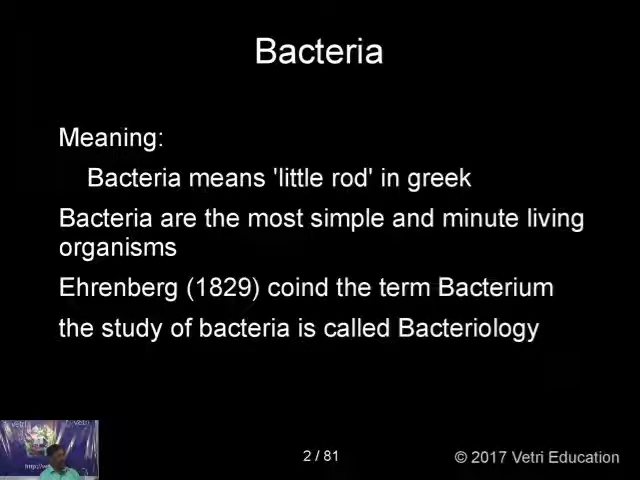 Bacteria
Meaning:
Bacteria means 'little rod' in greek
Bacteria are the most simple and minute living
organisms
Ehrenberg (1829) coind the term Bacterium
the study of bacteria is called Bacteriology
2 / 81
© 2017 Vetri Education